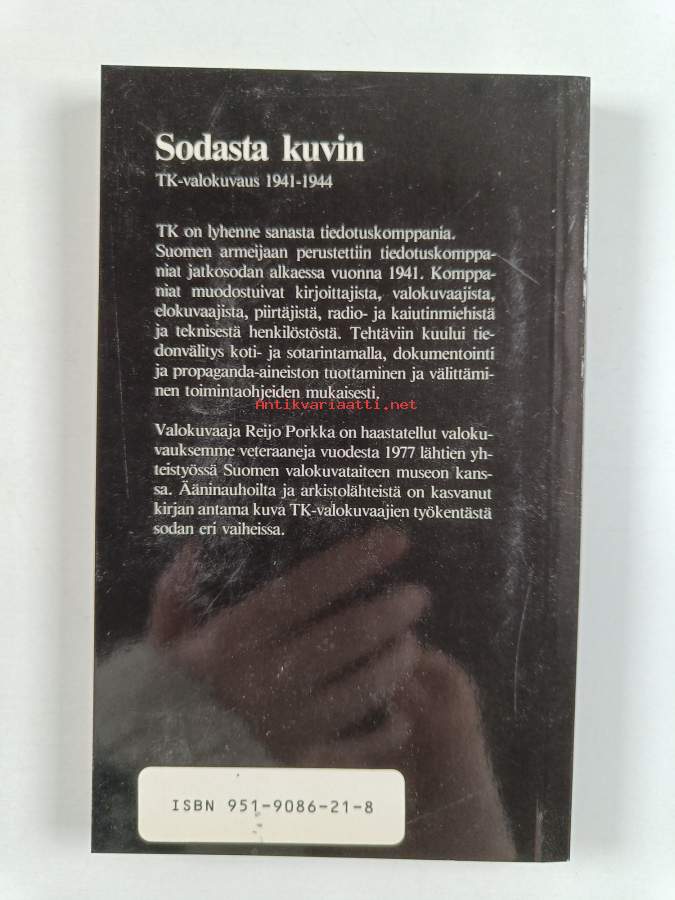 Sodasta kuvin
TK-valokuvaus 1941-1944
TK on lyhenne sanasta tiedotuskomppania.
Suomen armeijaan perustettiin tiedotuskomppa-
niat jatkosodan alkaessa vuonna 1941. Komppa-
niat muodostuivat kirjoittajista, valokuvaajista,
elokuvaajista, piirtäjistä, radio- ja kaiutinmiehistä
ja teknisestä henkilöstöstä. Tehtäviin kuului tie-
donvälitys koti- ja sotarintamalla, dokumentointi
ja propaganda-aineiston tuottaminen ja välittämi-
nen toimintaohjeiden mukaisesti.
Antikvariaatti.net
Valokuvaaja Reijo Porkka on haastatellut valoku-
vauksemme veteraaneja vuodesta 1977 lähtien yh-
teistyössä Suomen valokuvataiteen museon kans-
sa. Ääninauhoilta ja arkistolähteistä on kasvanut
kirjan antama kuva TK-valokuvaajien työkentästä
sodan eri vaiheissa.
ISBN 951-9086-21-8